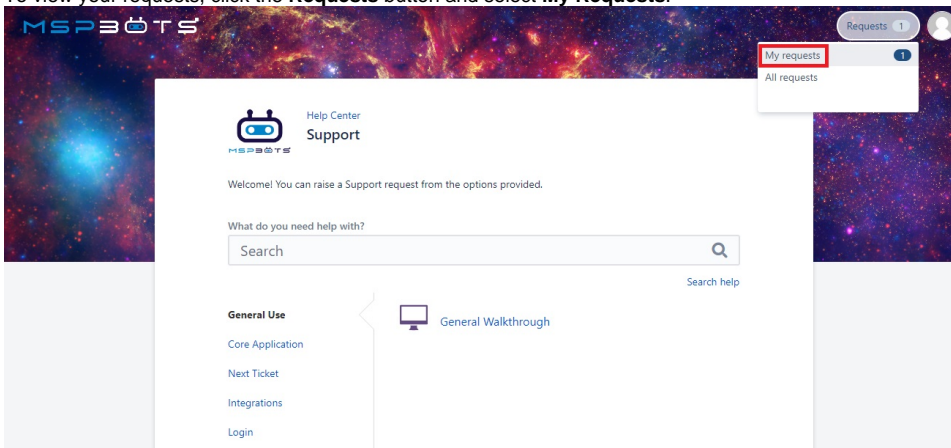 To view your requests, click the Requests button and select My Requests.
MSPBÖTS
Requests 1
My requests 1
All requests
Help Center
Support
MSPBÖTS
Welcome! You can raise a Support request from the options provided.
What do you need help with?
Search
Search help
General Use
General Walkthrough
Core Application
Next Ticket
Integrations
Login